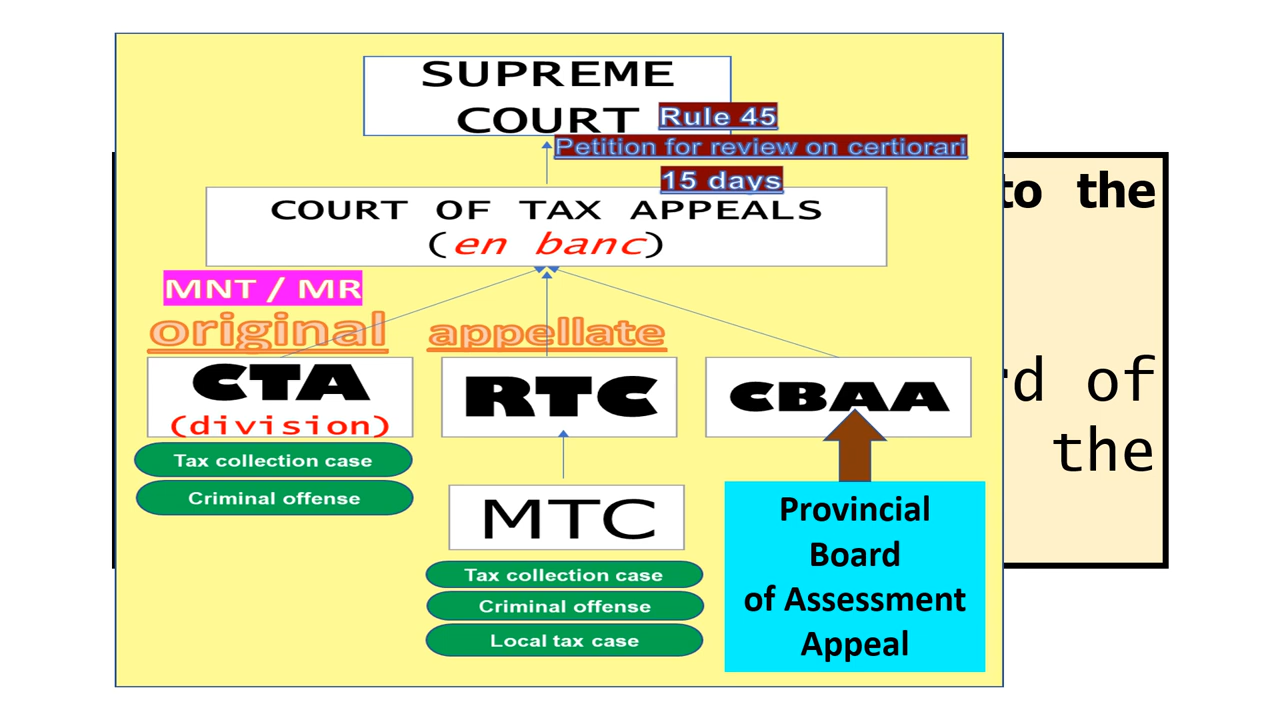 SUPREME
COURT
Rule 45
Petition for review on certiorari
15 days
to the
COURT OF TAX APPEALS
(en banc)
MNT / MR
original
appellate
CTA
(division)
RTC
CBAA
of
the
Tax collection case
Criminal offense
MTC
Tax collection case
Criminal offense
Local tax case
Provincial
Board
of Assessment
Appeal